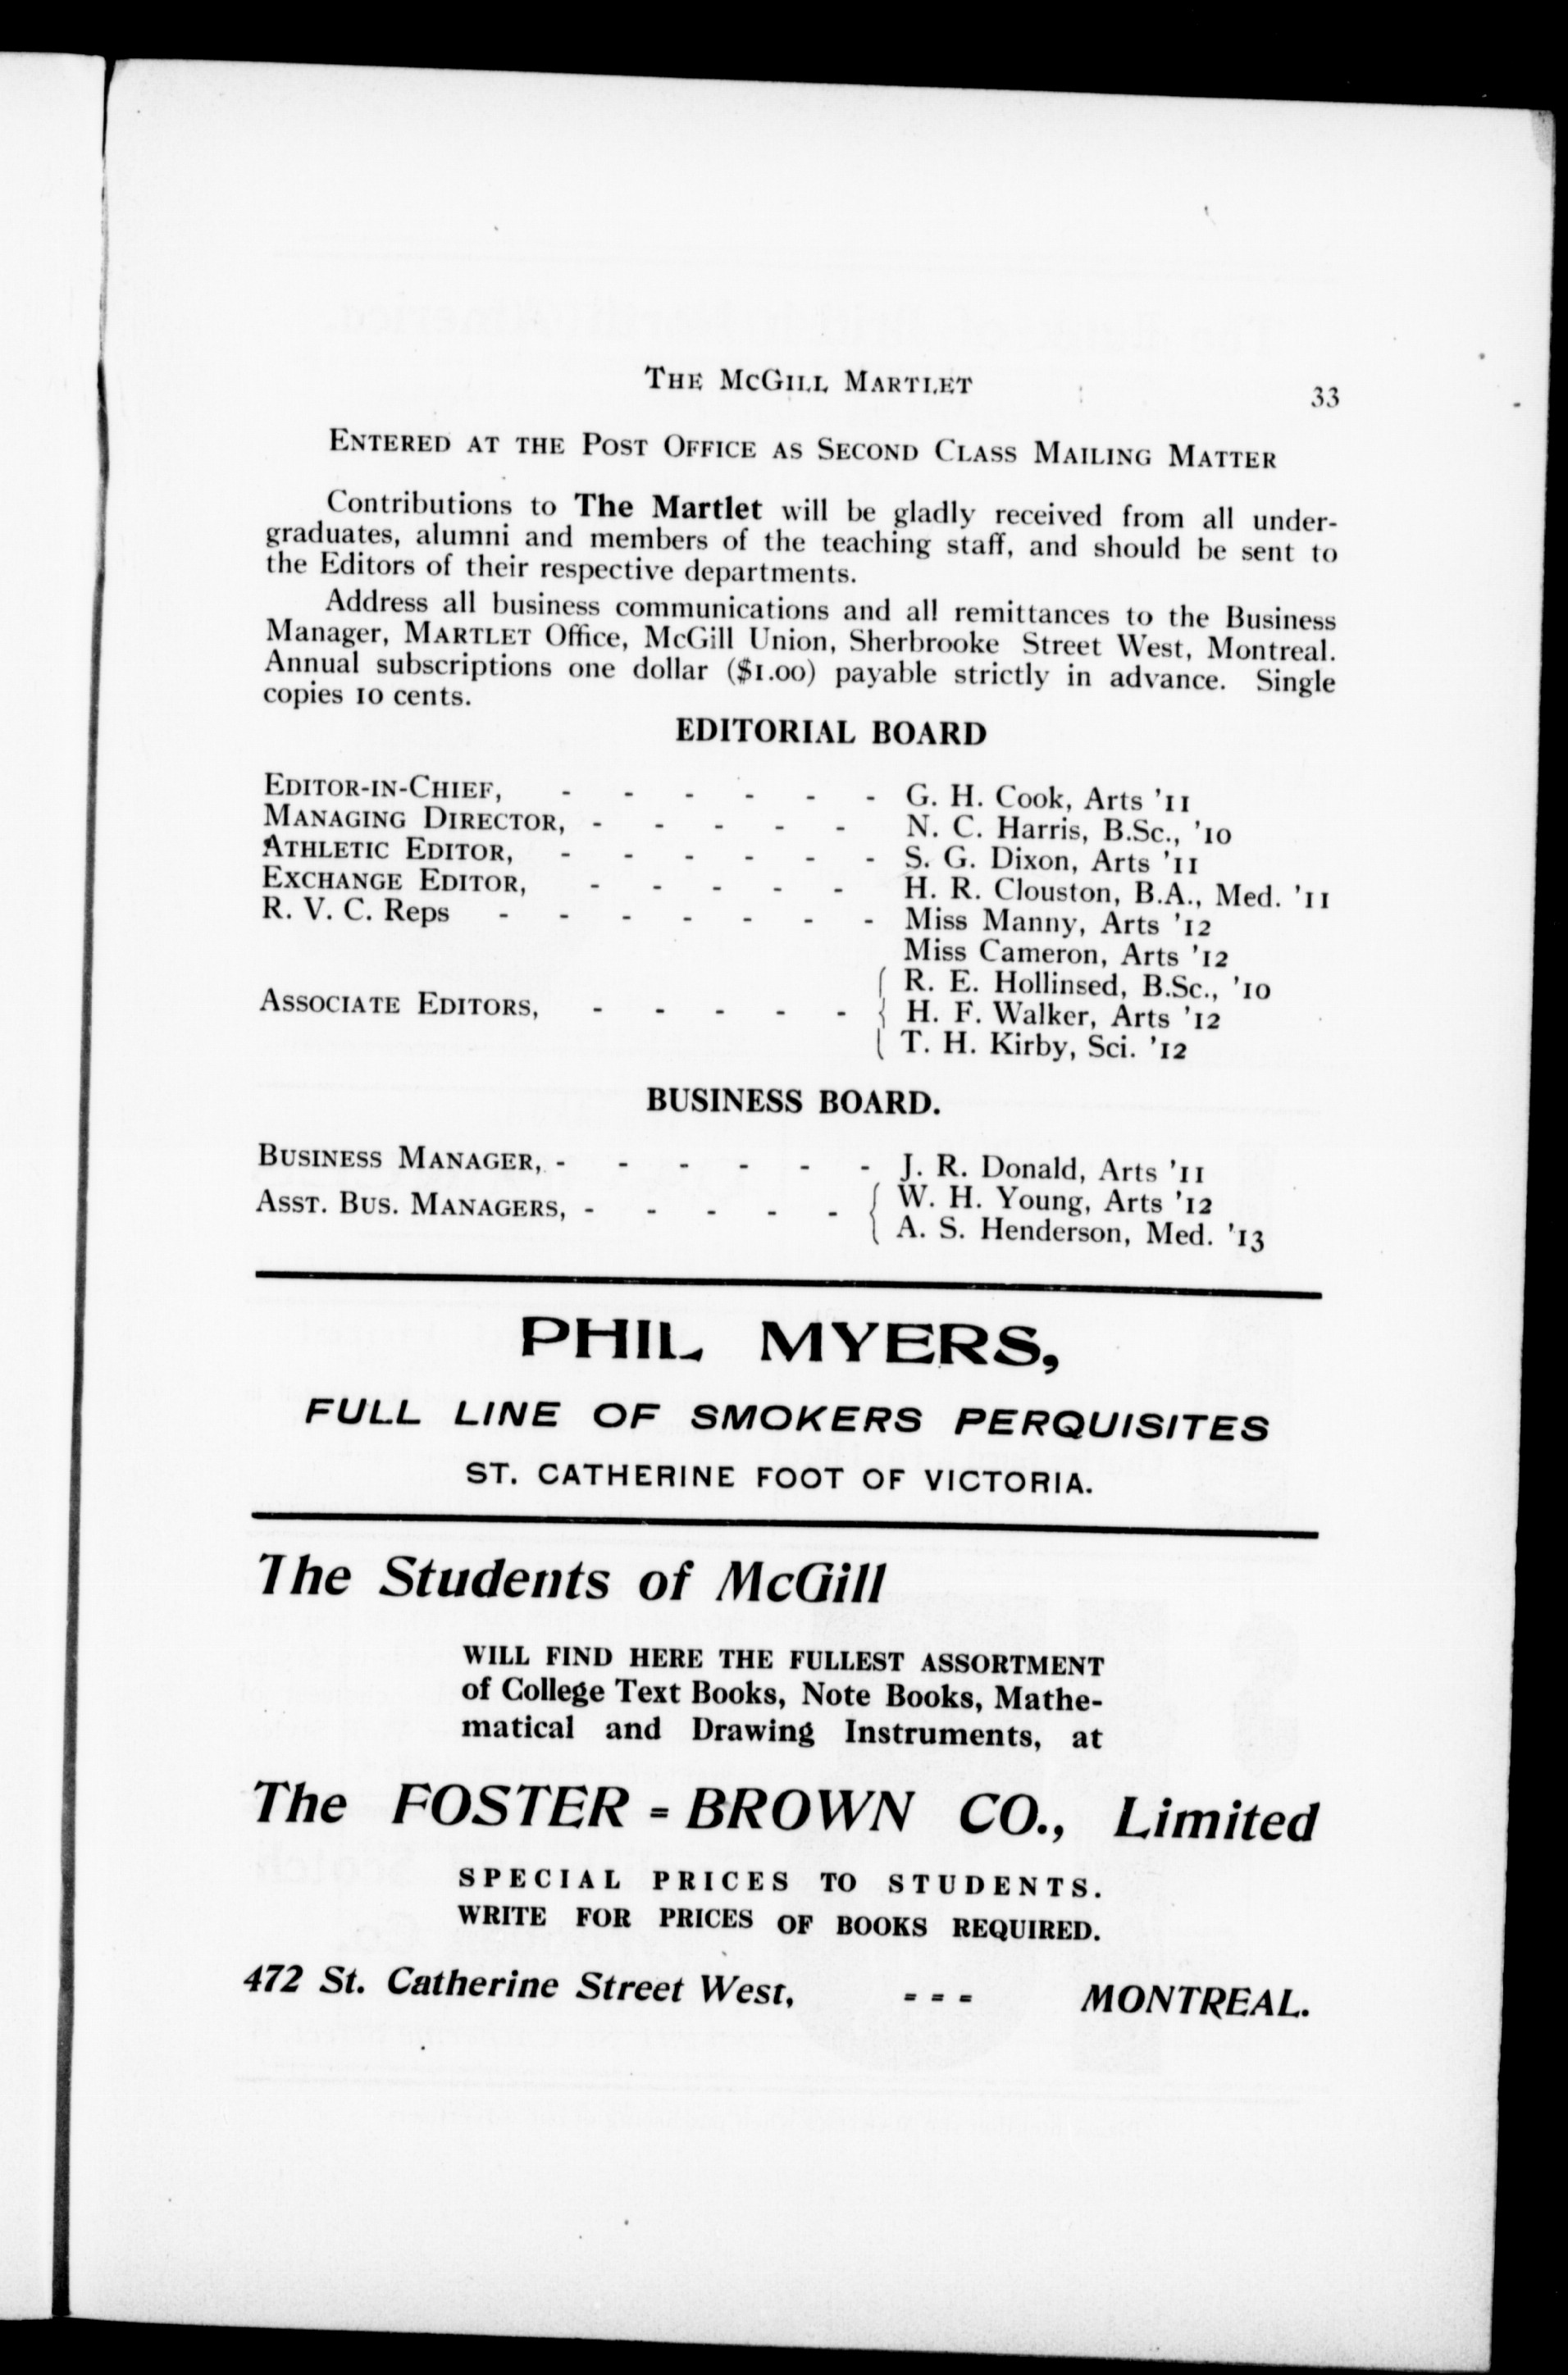 THE MCGILL MARTLET 33
ENTERED AT THE POST OFFICE AS SECOND CLASS MAILING MATTER
Contributions to The Martlet will be gladly received from all under-
graduates, alumni and members of the teaching staff, and should be sent to
the Editors of their respective departments.
Address all business communications and all remittances to the Business
Manager, MARTLET Office, McGill Union, Sherbrooke Street West, Montreal.
Annual subscriptions one dollar ($1.00) payable strictly in advance. Single
copies 10 cents.
EDITORIAL BOARD
EDITOR-IN-CHIEF, - - - - - - G. H. Cook, Arts '11
MANAGING DIRECTOR, - - - - - N. C. Harris, B.Sc., '10
ATHLETIC EDITOR, - - - - - - S. G. Dixon, Arts '11
EXCHANGE EDITOR, - - - - - H. R. Clouston, B.A., Med. '11
R. V. C. Reps - - - - - - - Miss Manny, Arts '12
Miss Cameron, Arts '12
R. E. Hollinsed, B.Sc., '10
ASSOCIATE EDITORS, - - - - - { H. F. Walker, Arts '12
T. H. Kirby, Sci. '12
BUSINESS BOARD.
BUSINESS MANAGER, - - - - - - J. R. Donald, Arts '11
ASST. BUS. MANAGERS, - - - - - { W. H. Young, Arts '12
A. S. Henderson, Med. '13
PHIL MYERS,
FULL LINE OF SMOKERS PERQUISITES
ST. CATHERINE FOOT OF VICTORIA.
The Students of McGill
WILL FIND HERE THE FULLEST ASSORTMENT
of College Text Books, Note Books, Mathe-
matical and Drawing Instruments, at
The FOSTER=BROWN CO., Limited
SPECIAL PRICES TO STUDENTS.
WRITE FOR PRICES OF BOOKS REQUIRED.
472 St. Catherine Street West, = = = MONTREAL.